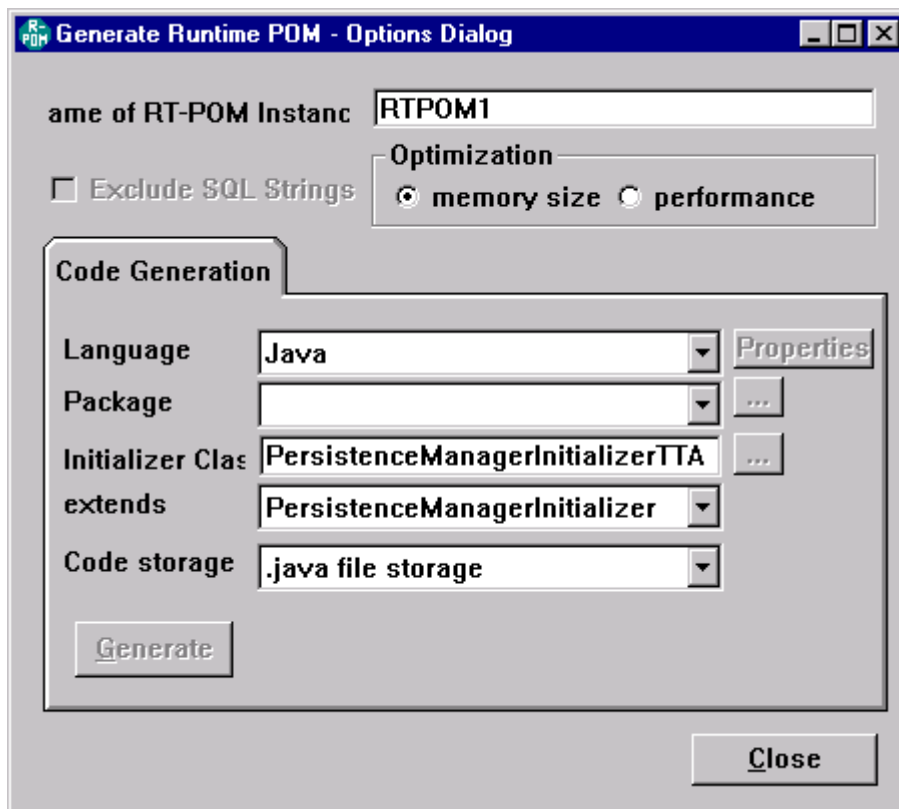 R-
POM Generate Runtime POM - Options Dialog
ame of RT-POM Instanc RTPOM1
Optimization
Exclude SQL Strings memory size performance
Code Generation
Language Java Properties
Package ...
Initializer Clas PersistenceManagerInitializerTTA ...
extends PersistenceManagerInitializer
Code storage .java file storage
Generate
Close